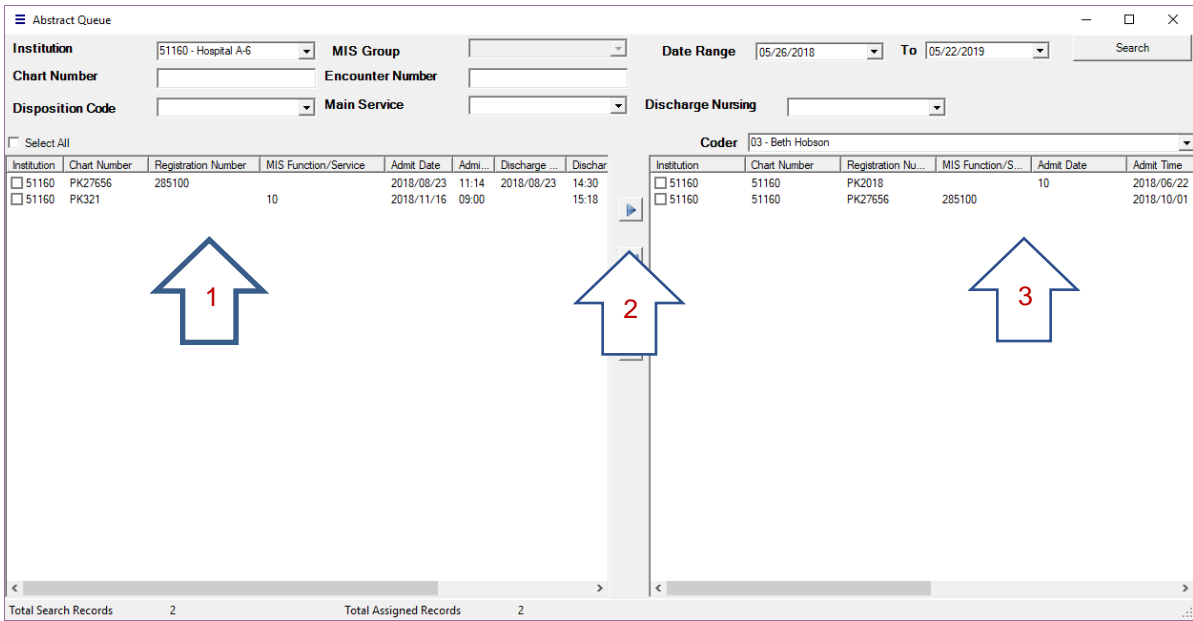 Abstract Queue
Institution 51160 - Hospital A-6 MIS Group Date Range 05/26/2018 To 05/22/2019 Search
Chart Number Encounter Number
Disposition Code Main Service Discharge Nursing
Select All Coder 03 - Beth Hobson
Institution Chart Number Registration Number MIS Function/Service Admit Date Admi... Discharge ... Dischar
51160 PK27656 285100 2018/08/23 11:14 2018/08/23 14:30
51160 PK321 10 2018/11/16 09:00 15:18
Institution Chart Number Registration Nu... MIS Function/S... Admit Date Admit Time
51160 51160 PK2018 10 2018/06/22
51160 51160 PK27656 285100 2018/10/01
1
2
3
Total Search Records 2 Total Assigned Records 2